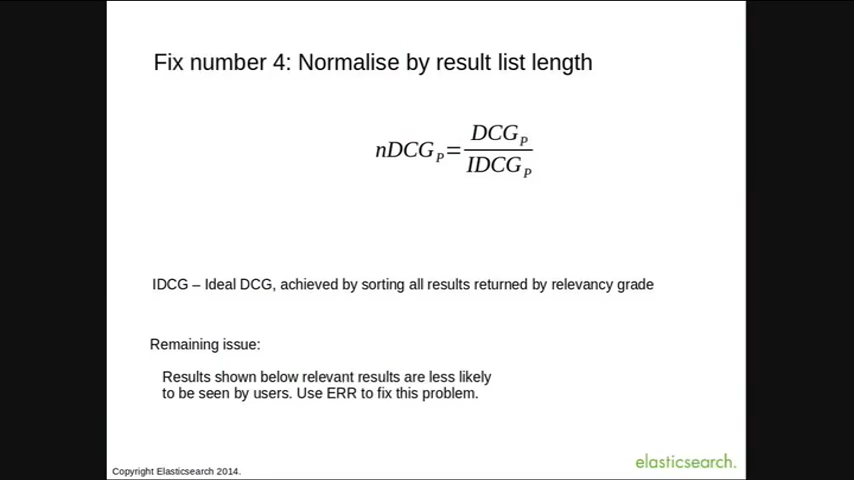 Fix number 4: Normalise by result list length
nDCG_P = DCG_P / IDCG_P
IDCG – Ideal DCG, achieved by sorting all results returned by relevancy grade
Remaining issue:
Results shown below relevant results are less likely
to be seen by users. Use ERR to fix this problem.
elasticsearch.
Copyright Elasticsearch 2014.